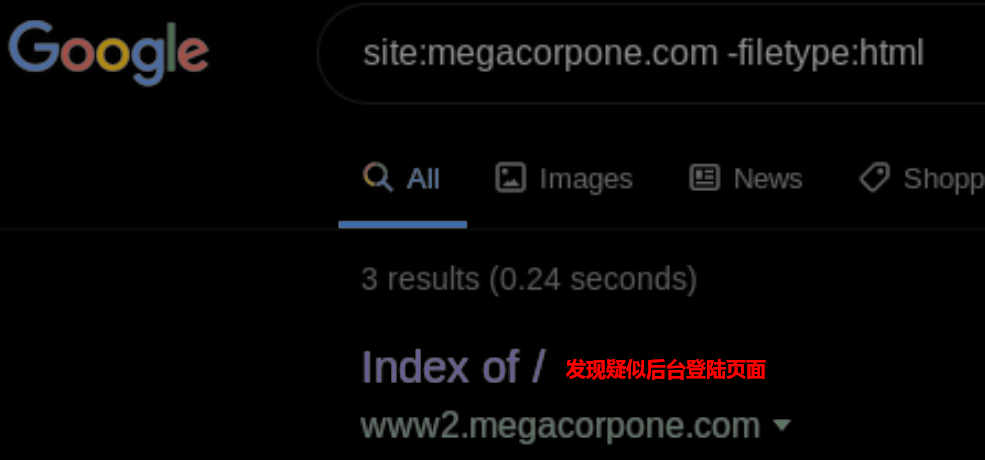 Google
site:megacorpone.com -filetype:html
All Images News Shopp
3 results (0.24 seconds)
Index of / 发现疑似后台登陆页面
www2.megacorpone.com